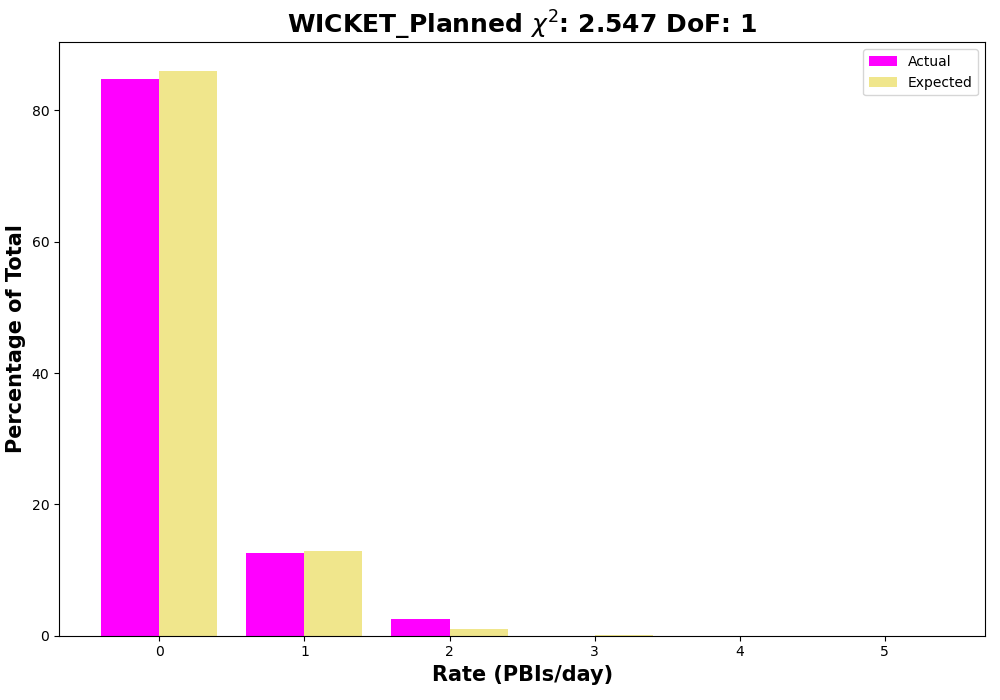 WICKET_Planned χ²: 2.547 DoF: 1
Actual
Expected
Percentage of Total
80
60
40
20
0
0 1 2 3 4 5
Rate (PBIs/day)